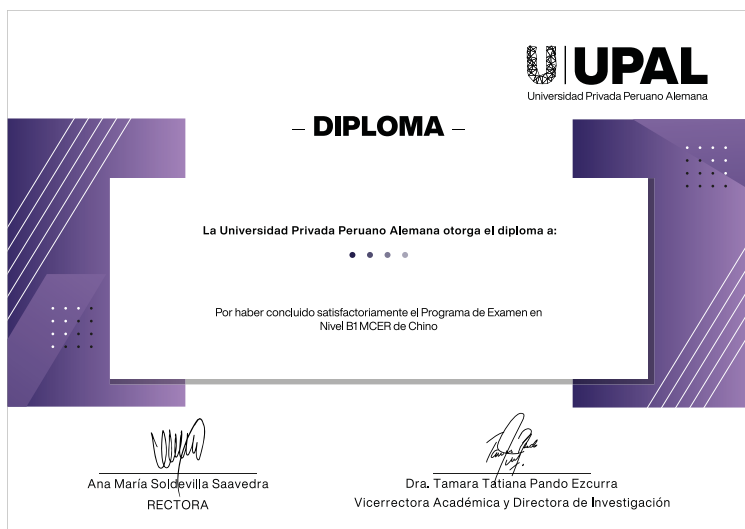 UPAL
Universidad Privada Peruano Alemana
– DIPLOMA –
La Universidad Privada Peruano Alemana otorga el diploma a:
Por haber concluido satisfactoriamente el Programa de Examen en
Nivel B1 MCER de Chino
Ana María Soldevilla Saavedra
RECTORA
Dra. Tamara Tatiana Pando Ezcurra
Vicerrectora Académica y Directora de Investigación